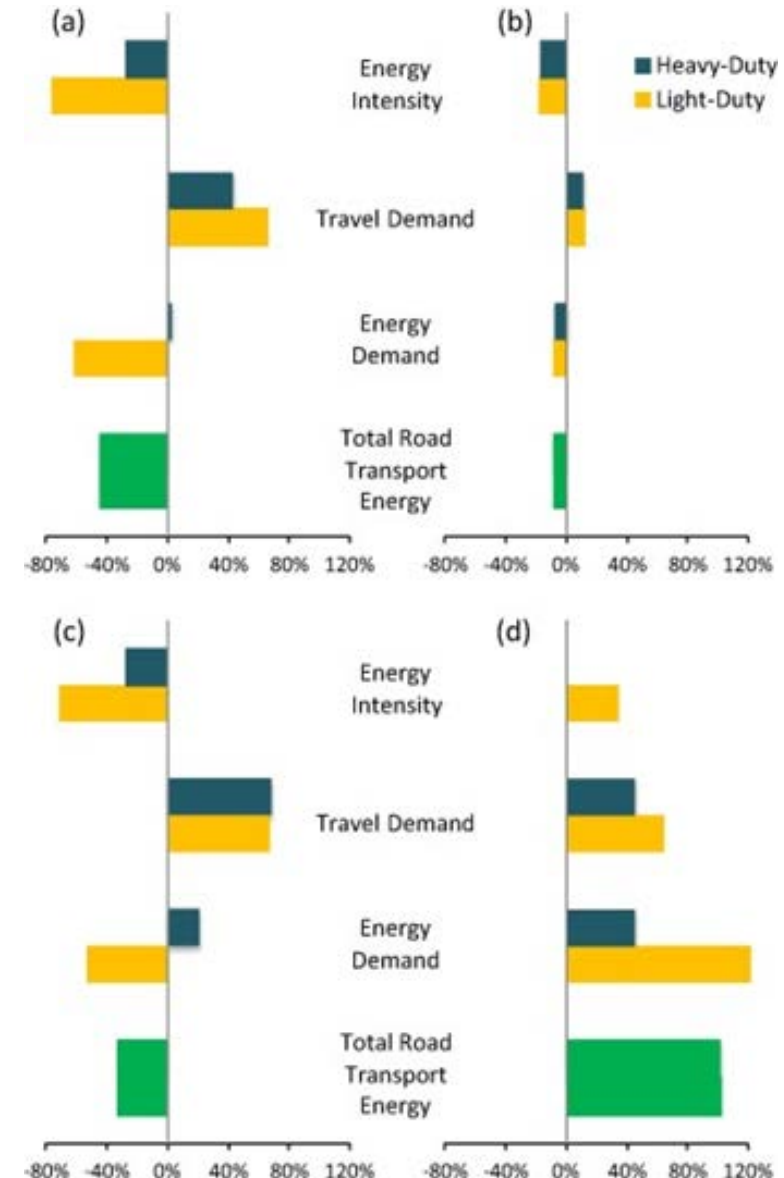 (a)
(b)
Heavy-Duty
Light-Duty
Energy
Intensity
Travel Demand
Energy
Demand
Total Road
Transport
Energy
-80% -40% 0% 40% 80% 120%
-80% -40% 0% 40% 80% 120%
(c)
(d)
Energy
Intensity
Travel Demand
Energy
Demand
Total Road
Transport
Energy
-80% -40% 0% 40% 80% 120%
-80% -40% 0% 40% 80% 120%